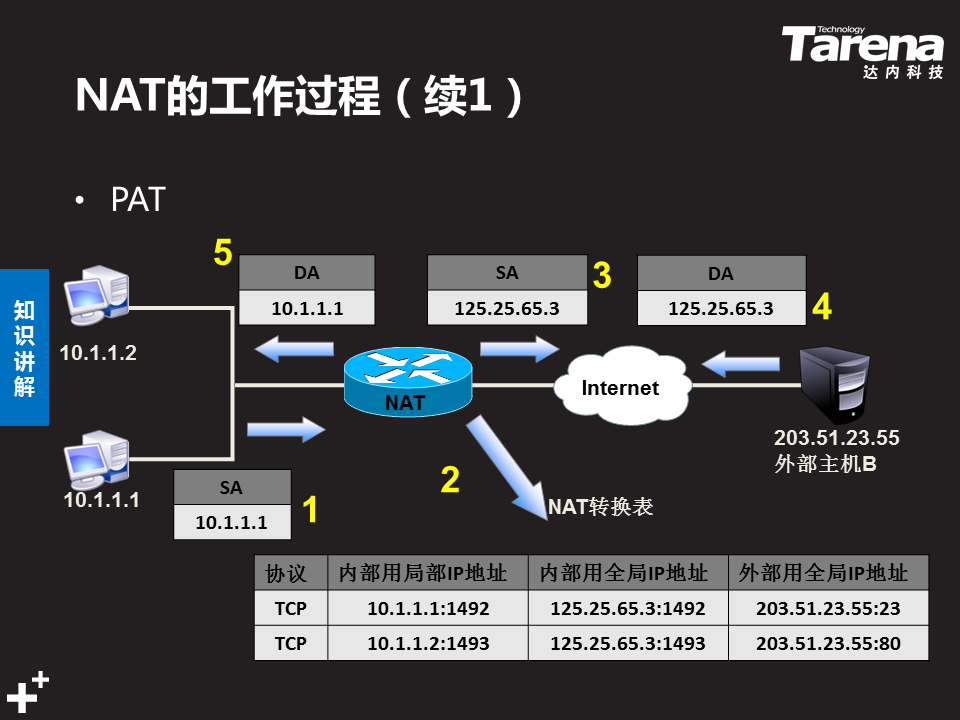 Technology
Tarena
达内科技
NAT的工作过程（续1）
• PAT
知识讲解
5
DA
10.1.1.1
SA
125.25.65.3
3
DA
125.25.65.3
4
10.1.1.2
NAT
Internet
203.51.23.55
外部主机B
10.1.1.1
SA
10.1.1.1
1
2
NAT转换表
协议 内部用局部IP地址 内部用全局IP地址 外部用全局IP地址
TCP 10.1.1.1:1492 125.25.65.3:1492 203.51.23.55:23
TCP 10.1.1.2:1493 125.25.65.3:1493 203.51.23.55:80